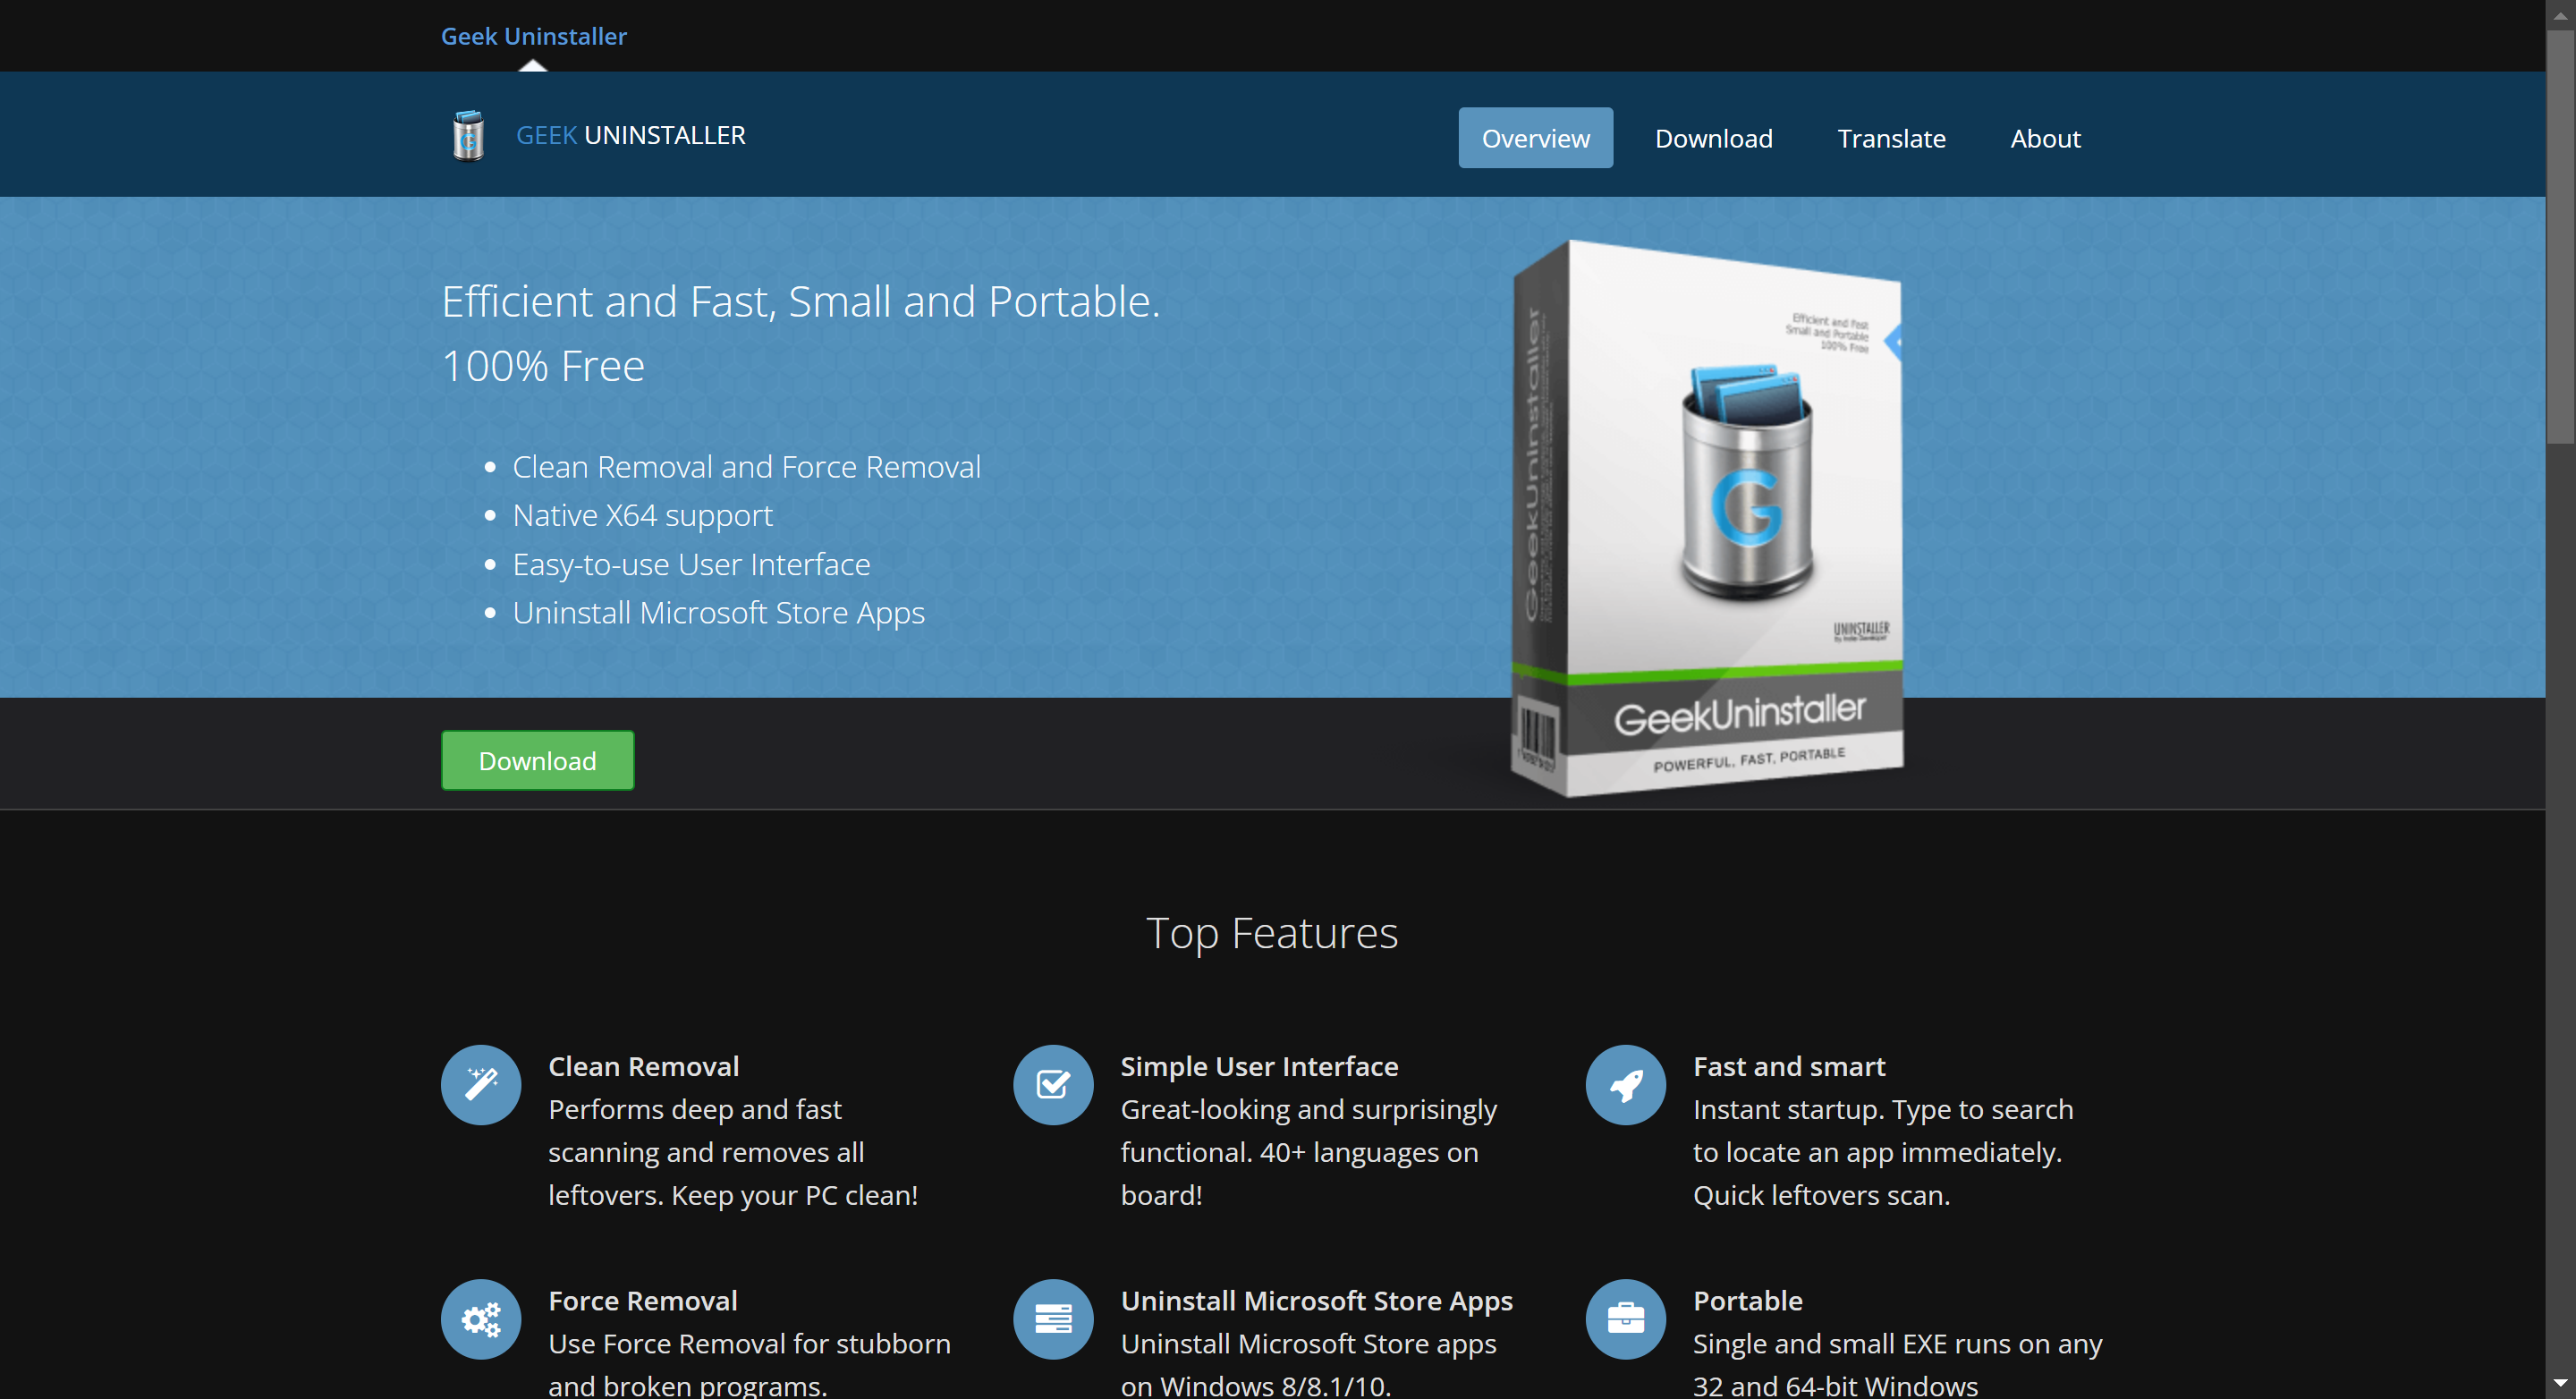 Geek Uninstaller
GEEK UNINSTALLER
Overview
Download
Translate
About
Efficient and Fast, Small and Portable.
100% Free
Clean Removal and Force Removal
Native X64 support
Easy-to-use User Interface
Uninstall Microsoft Store Apps
GeekUninstaller
Efficient and Fast
Small and Portable
100% Free
G
UNINSTALLER
by Indie Developer
GeekUninstaller
POWERFUL, FAST, PORTABLE
Download
Top Features
Clean Removal
Performs deep and fast
scanning and removes all
leftovers. Keep your PC clean!
Simple User Interface
Great-looking and surprisingly
functional. 40+ languages on
board!
Fast and smart
Instant startup. Type to search
to locate an app immediately.
Quick leftovers scan.
Force Removal
Use Force Removal for stubborn
and broken programs.
Uninstall Microsoft Store Apps
Uninstall Microsoft Store apps
on Windows 8/8.1/10.
Portable
Single and small EXE runs on any
32 and 64-bit Windows